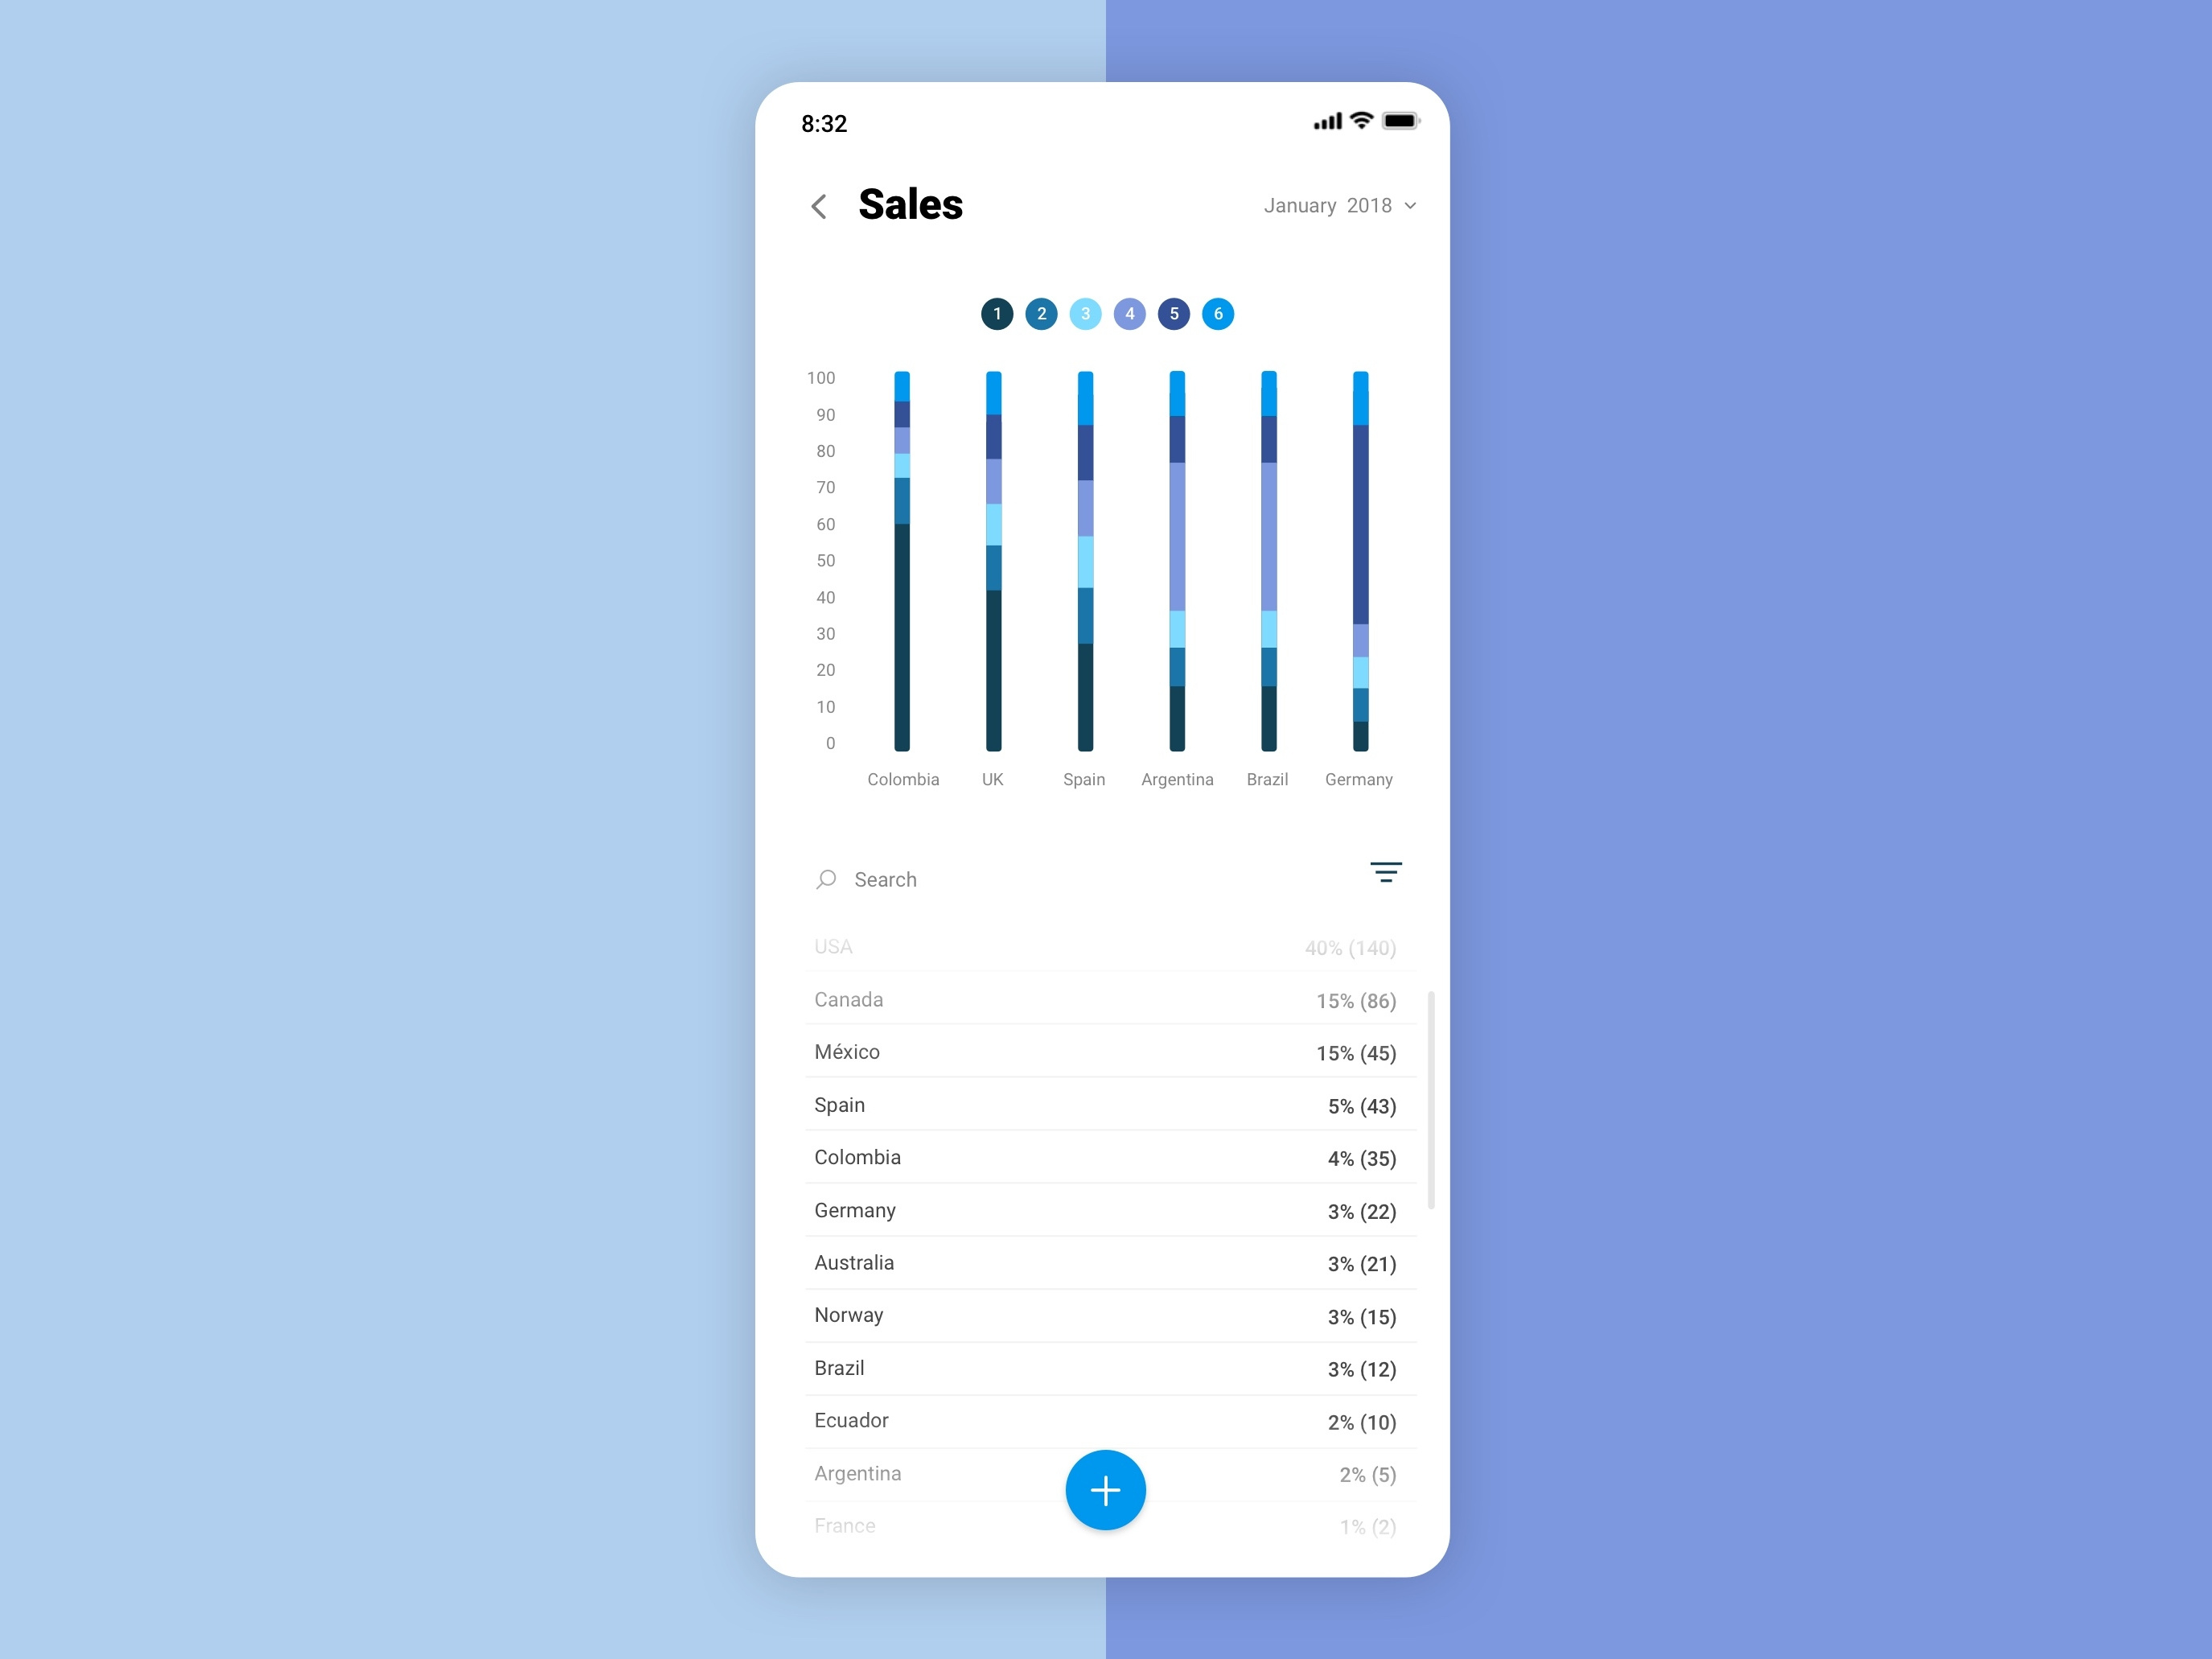 8:32
Sales
January 2018
1 2 3 4 5 6
100
90
80
70
60
50
40
30
20
10
0
Colombia UK Spain Argentina Brazil Germany
Search
USA 40% (140)
Canada 15% (86)
México 15% (45)
Spain 5% (43)
Colombia 4% (35)
Germany 3% (22)
Australia 3% (21)
Norway 3% (15)
Brazil 3% (12)
Ecuador 2% (10)
Argentina 2% (5)
France 1% (2)